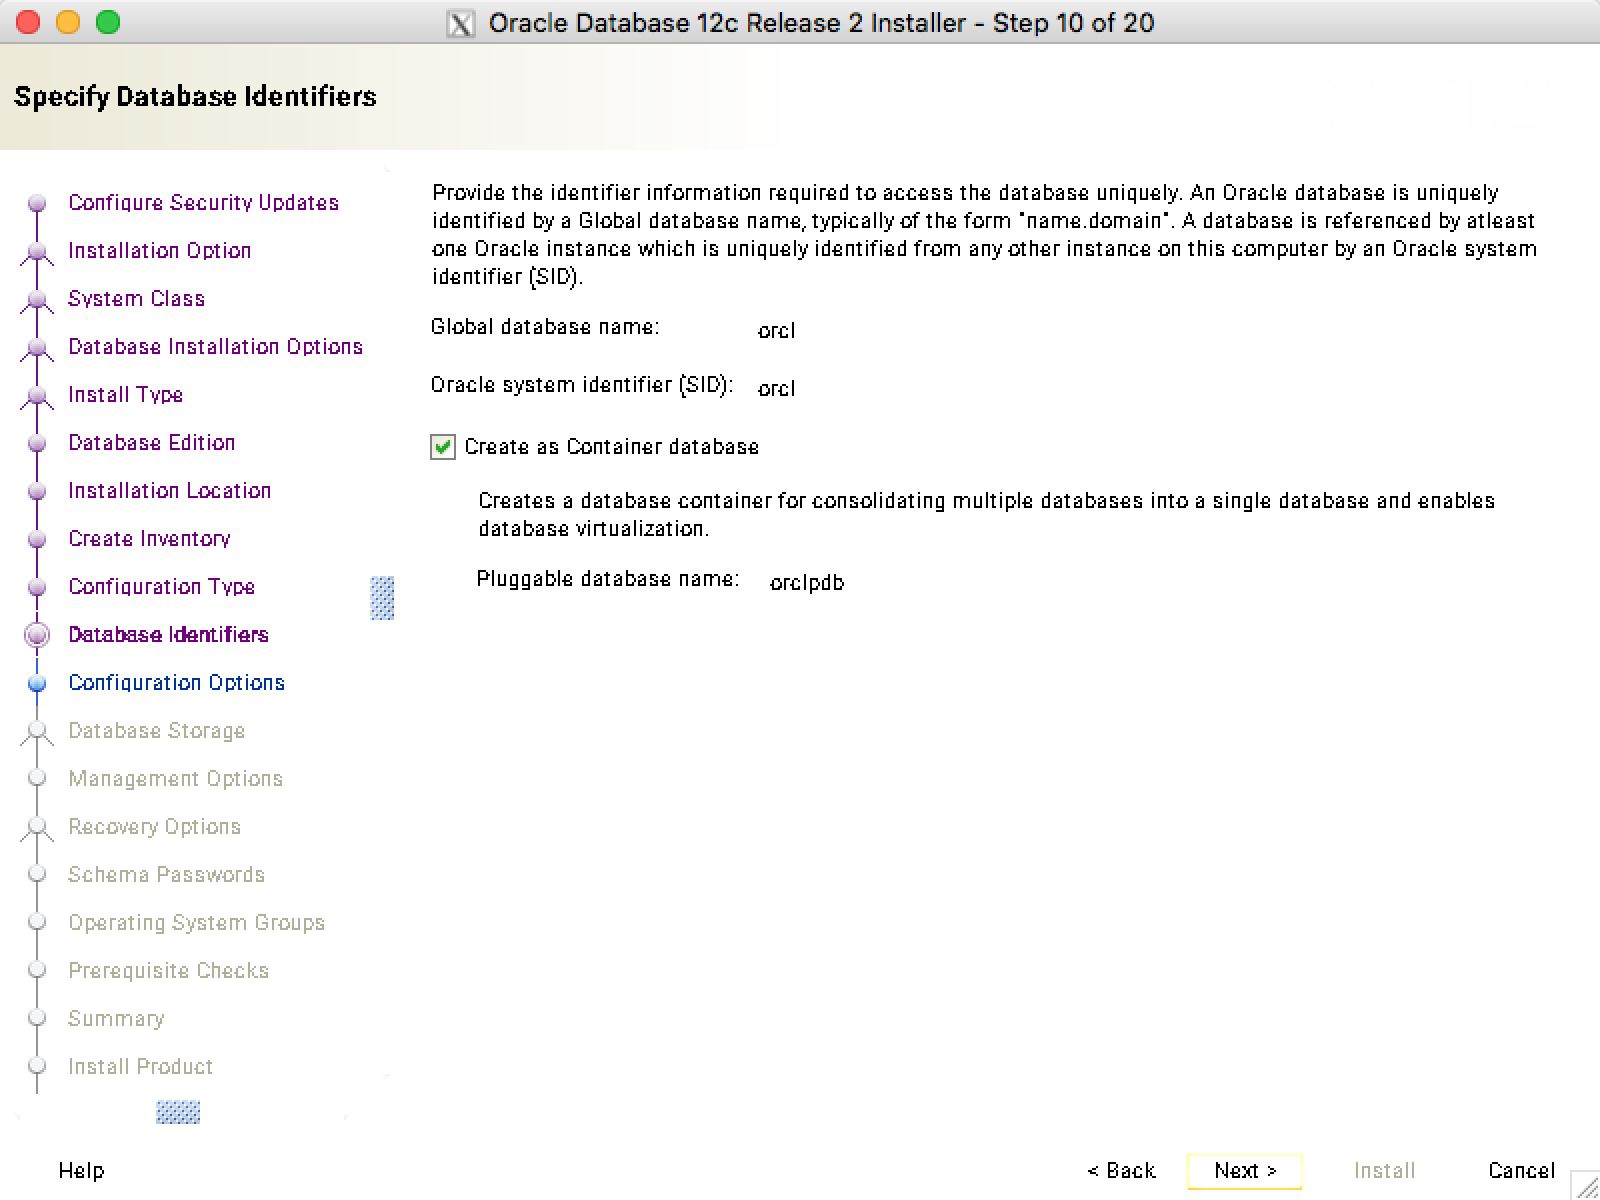 Oracle Database 12c Release 2 Installer - Step 10 of 20
Specify Database Identifiers
Configure Security Updates
Installation Option
System Class
Database Installation Options
Install Type
Database Edition
Installation Location
Create Inventory
Configuration Type
Database Identifiers
Configuration Options
Database Storage
Management Options
Recovery Options
Schema Passwords
Operating System Groups
Prerequisite Checks
Summary
Install Product
Provide the identifier information required to access the database uniquely. An Oracle database is uniquely
identified by a Global database name, typically of the form "name.domain". A database is referenced by atleast
one Oracle instance which is uniquely identified from any other instance on this computer by an Oracle system
identifier (SID).
Global database name: orcl
Oracle system identifier (SID): orcl
Create as Container database
Creates a database container for consolidating multiple databases into a single database and enables
database virtualization.
Pluggable database name: orclpdb
Help
< Back
Next >
Install
Cancel